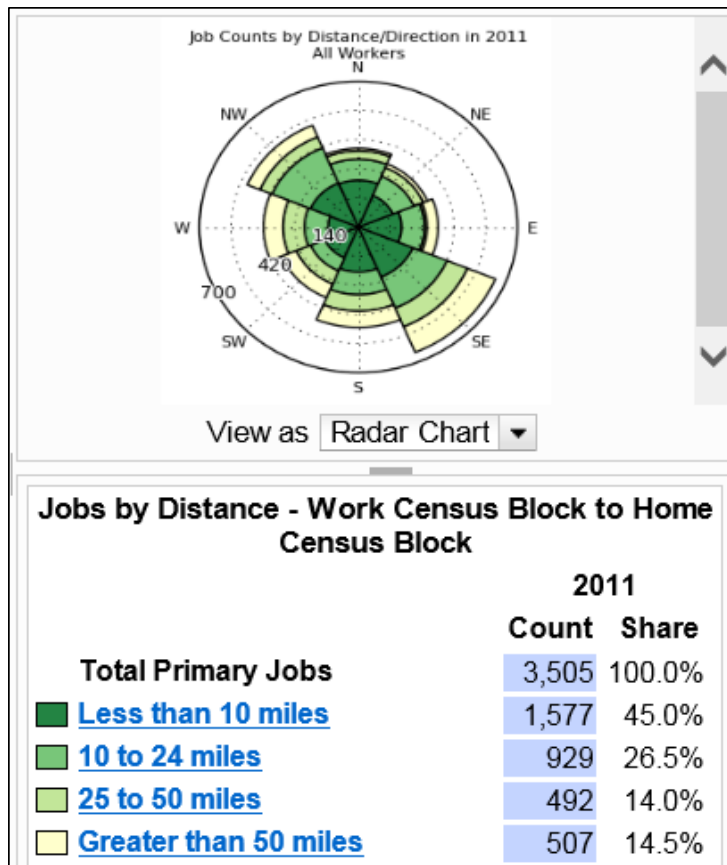 Job Counts by Distance/Direction in 2011
All Workers
N
NW
NE
W
140
E
420
700
SW
SE
S
View as Radar Chart
Jobs by Distance - Work Census Block to Home
Census Block
2011
Count Share
Total Primary Jobs 3,505 100.0%
Less than 10 miles 1,577 45.0%
10 to 24 miles 929 26.5%
25 to 50 miles 492 14.0%
Greater than 50 miles 507 14.5%